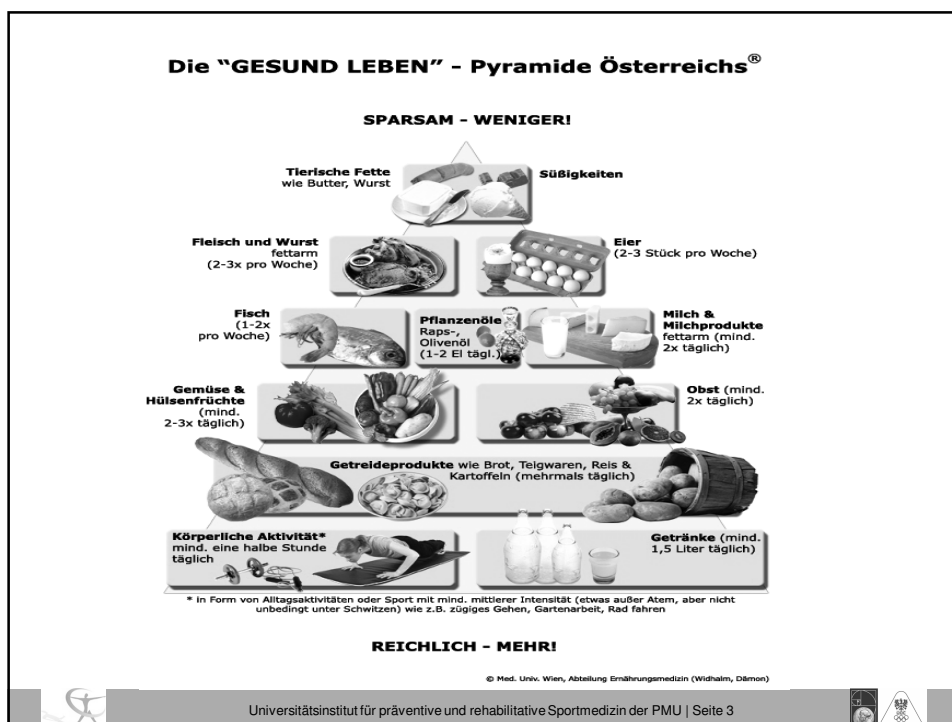 Die “GESUND LEBEN” - Pyramide Österreichs®
SPARSAM - WENIGER!
Tierische Fette
wie Butter, Wurst
Süßigkeiten
Fleisch und Wurst
fettarm
(2-3x pro Woche)
Eier
(2-3 Stück pro Woche)
Fisch
(1-2x
pro Woche)
Pflanzenöle
Raps-,
Olivenöl
(1-2 El tägl.)
Milch &
Milchprodukte
fettarm (mind.
2x täglich)
Gemüse &
Hülsenfrüchte
(mind.
2-3x täglich)
Obst (mind.
2x täglich)
Getreideprodukte wie Brot, Teigwaren, Reis &
Kartoffeln (mehrmals täglich)
Körperliche Aktivität*
mind. eine halbe Stunde
täglich
Getränke (mind.
1,5 Liter täglich)
* in Form von Alltagsaktivitäten oder Sport mit mind. mittlerer Intensität (etwas außer Atem, aber nicht
unbedingt unter Schwitzen) wie z.B. zügiges Gehen, Gartenarbeit, Rad fahren
REICHLICH - MEHR!
© Med. Univ. Wien, Abteilung Ernährungsmedizin (Widhalm, Dämon)
Universitätsinstitut für präventive und rehabilitative Sportmedizin der PMU | Seite 3